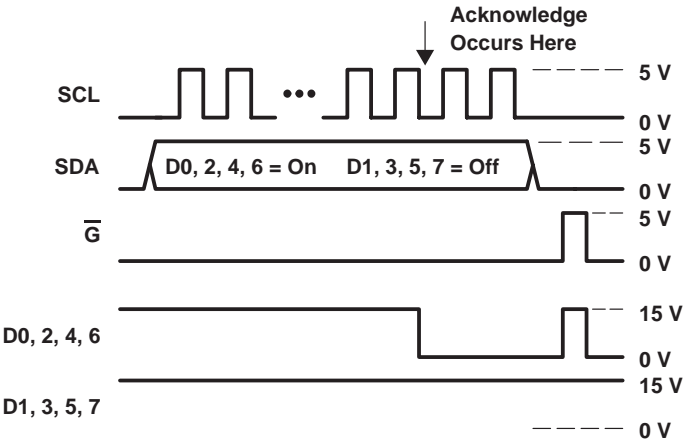 Acknowledge
Occurs Here
5 V
SCL
0 V
5 V
SDA
D0, 2, 4, 6 = On D1, 3, 5, 7 = Off
0 V
5 V
G̅
0 V
15 V
D0, 2, 4, 6
0 V
15 V
D1, 3, 5, 7
0 V